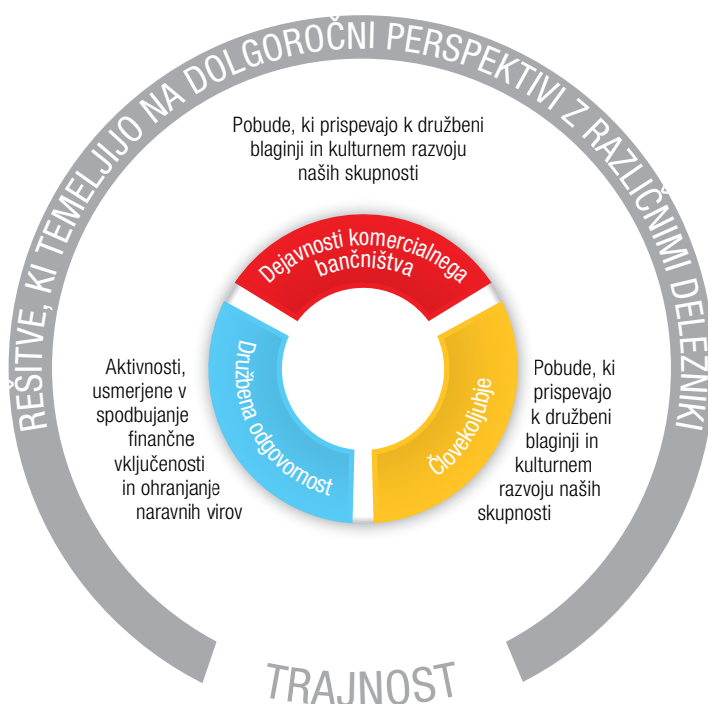 REŠITVE, KI TEMELJIJO NA DOLGOROČNI PERSPEKTIVI Z RAZLIČNIMI DELEŽNIKI
Pobude, ki prispevajo k družbeni
blaginji in kulturnem razvoju
naših skupnosti
Dejavnosti komercialnega
bančništva
Družbena odgovornost
Človekoljubje
Aktivnosti,
usmerjene v
spodbujanje
finančne
vključenosti
in ohranjanje
naravnih virov
Pobude, ki
prispevajo
k družbeni
blaginji in
kulturnem
razvoju naših
skupnosti
TRAJNOST